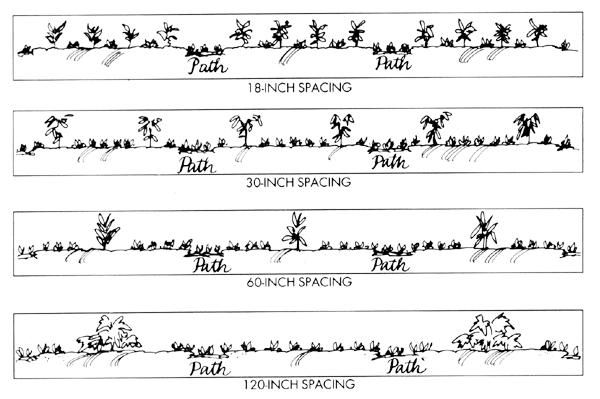 Path Path
18-INCH SPACING
Path Path
30-INCH SPACING
Path Path
60-INCH SPACING
Path Path
120-INCH SPACING